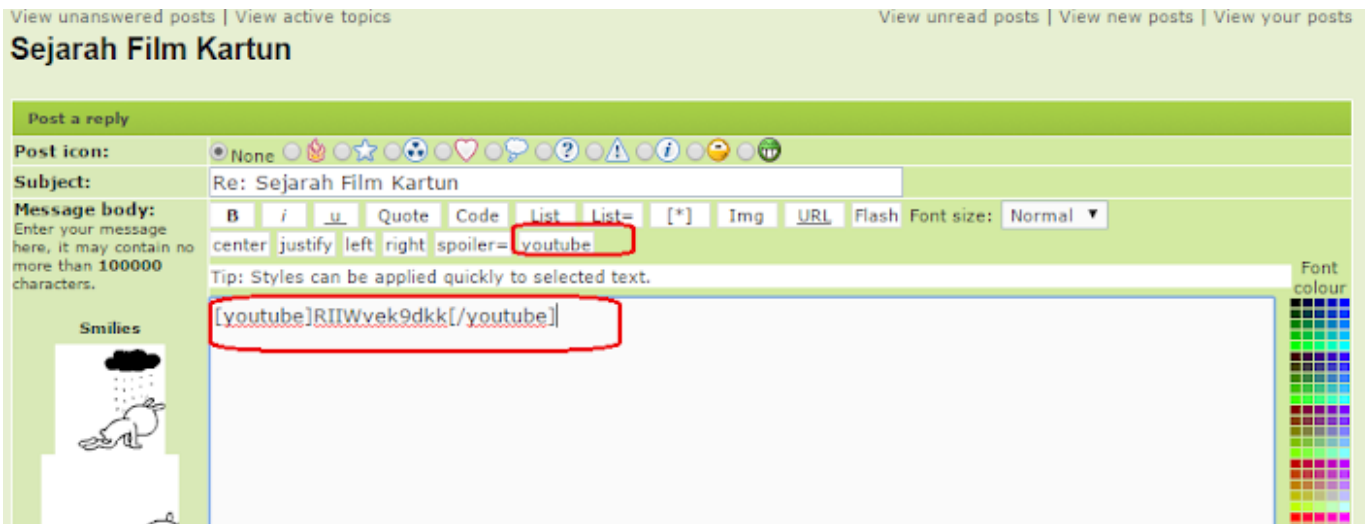 View unanswered posts | View active topics View unread posts | View new posts | View your posts
Sejarah Film Kartun
Post a reply
Post icon: None
Subject: Re: Sejarah Film Kartun
Message body: B i u Quote Code List List= [*] Img URL Flash Font size: Normal
Enter your message
here, it may contain no center justify left right spoiler= youtube
more than 100000
characters. Tip: Styles can be applied quickly to selected text. Font
colour
[youtube]RIIWvek9dkk[/youtube]
Smilies